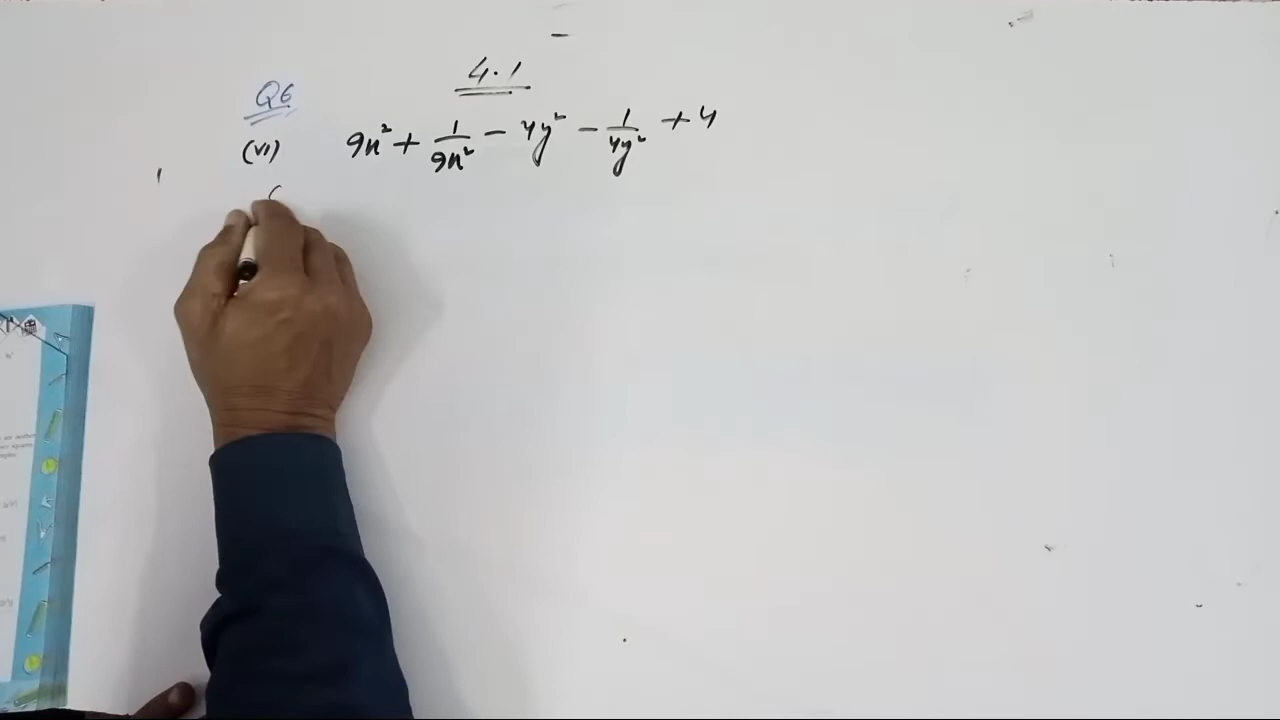 4.1
Q6
(vi) 9x² + 1/9x² - 4y² - 1/4y² + 4
(